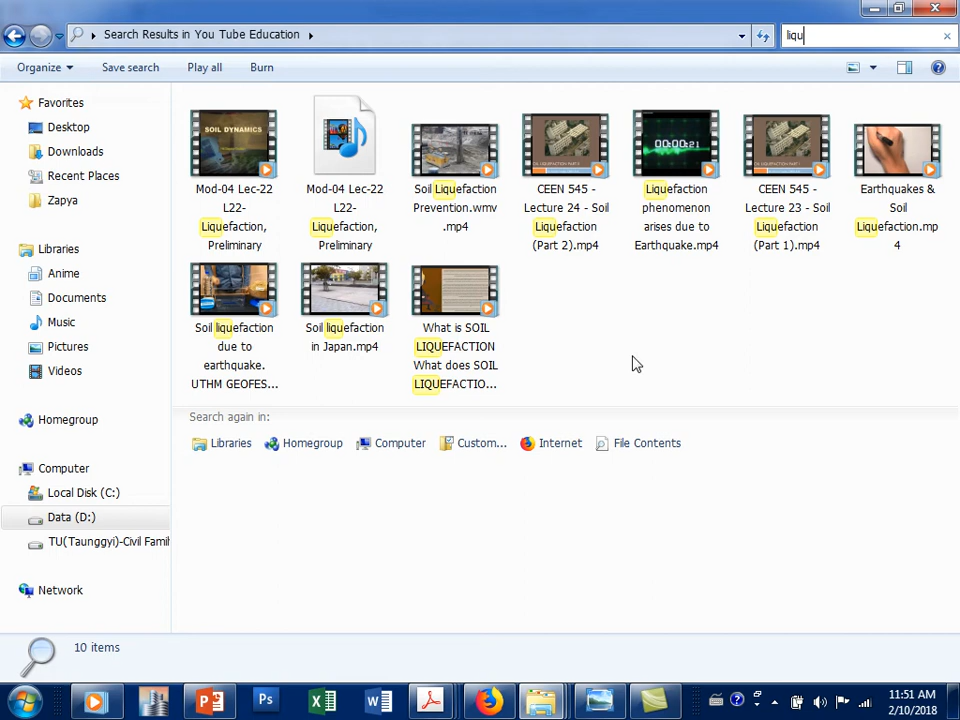 Search Results in You Tube Education
liqu
Organize
Save search
Play all
Burn
Favorites
Desktop
Downloads
Recent Places
Zapya
Libraries
Anime
Documents
Music
Pictures
Videos
Homegroup
Computer
Local Disk (C:)
Data (D:)
TU(Taunggyi)-Civil Famil
Network
SOIL DYNAMICS
Mod-04 Lec-22
L22-
Liquefaction,
Preliminary
Mod-04 Lec-22
L22-
Liquefaction,
Preliminary
Soil Liquefaction
Prevention.wmv
.mp4
CEEN 545 -
Lecture 24 - Soil
Liquefaction
(Part 2).mp4
00:00:21
Liquefaction
phenomenon
arises due to
Earthquake.mp4
CEEN 545 -
Lecture 23 - Soil
Liquefaction
(Part 1).mp4
Earthquakes &
Soil
Liquefaction.mp
4
Soil liquefaction
due to
earthquake.
UTHM GEOFES...
Soil liquefaction
in Japan.mp4
What is SOIL
LIQUEFACTION
What does SOIL
LIQUEFACTIO...
Search again in:
Libraries
Homegroup
Computer
Custom...
Internet
File Contents
10 items
11:51 AM
2/10/2018